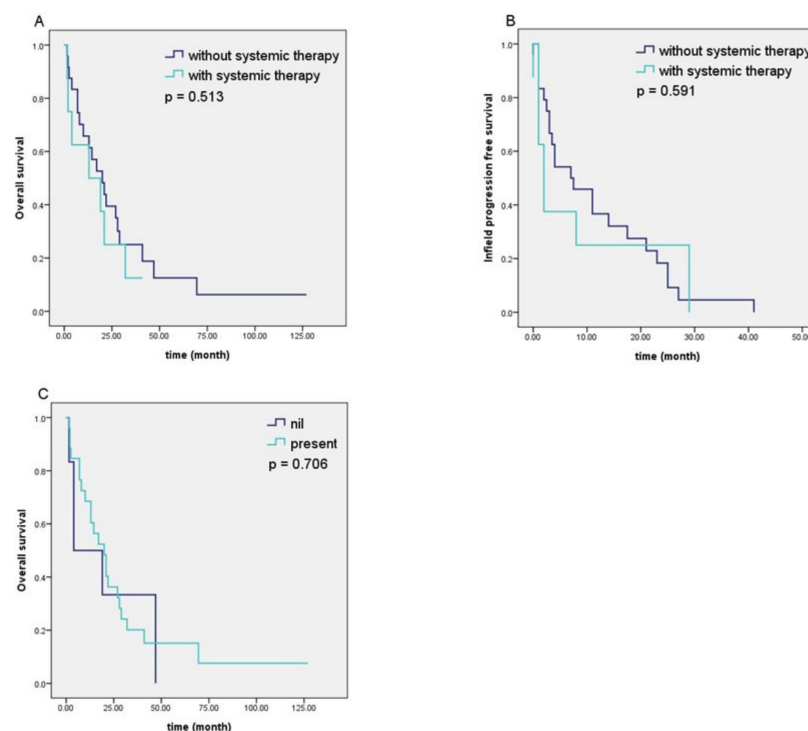 A
without systemic therapy
with systemic therapy
p = 0.513
Overall survival
1.0
0.8
0.6
0.4
0.2
0.0
0.00 25.00 50.00 75.00 100.00 125.00
time (month)
B
without systemic therapy
with systemic therapy
p = 0.591
Infield progression free survival
1.0
0.8
0.6
0.4
0.2
0.0
.00 10.00 20.00 30.00 40.00
time (month)
C
nil
present
p = 0.706
Overall survival
1.0
0.8
0.6
0.4
0.2
0.0
0.00 25.00 50.00 75.00 100.00 125.00
time (month)